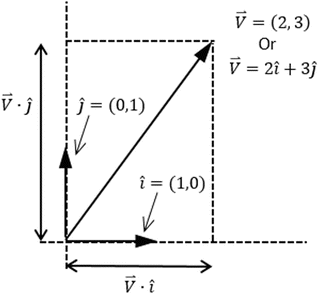 V⃗ = (2, 3)
Or
V⃗ = 2î + 3ĵ
V⃗ · ĵ
ĵ = (0,1)
î = (1,0)
V⃗ · î